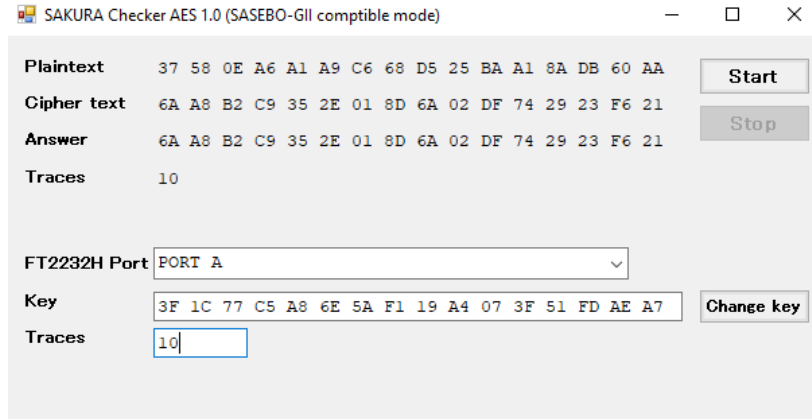 SAKURA Checker AES 1.0 (SASEBO-GII comptible mode)
Plaintext 37 58 0E A6 A1 A9 C6 68 D5 25 BA A1 8A DB 60 AA
Start
Cipher text 6A A8 B2 C9 35 2E 01 8D 6A 02 DF 74 29 23 F6 21
Stop
Answer 6A A8 B2 C9 35 2E 01 8D 6A 02 DF 74 29 23 F6 21
Traces 10
FT2232H Port PORT A
Key 3F 1C 77 C5 A8 6E 5A F1 19 A4 07 3F 51 FD AE A7 Change key
Traces 10